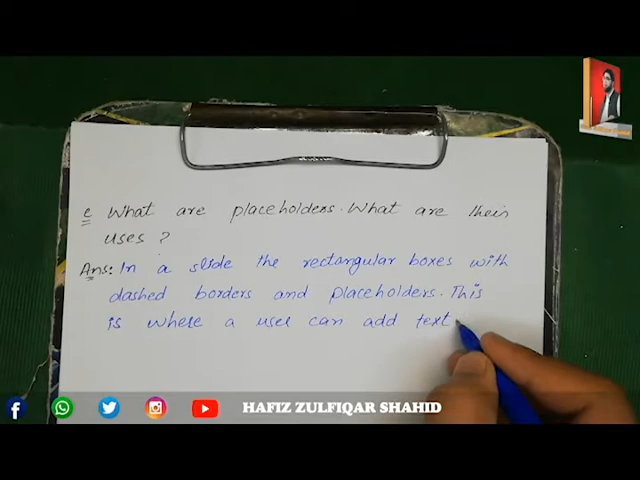 c What are placeholders. What are their
uses ?
Ans: In a slide the rectangular boxes with
dashed borders and placeholders. This
is where a user can add text
HAFIZ ZULFIQAR SHAHID